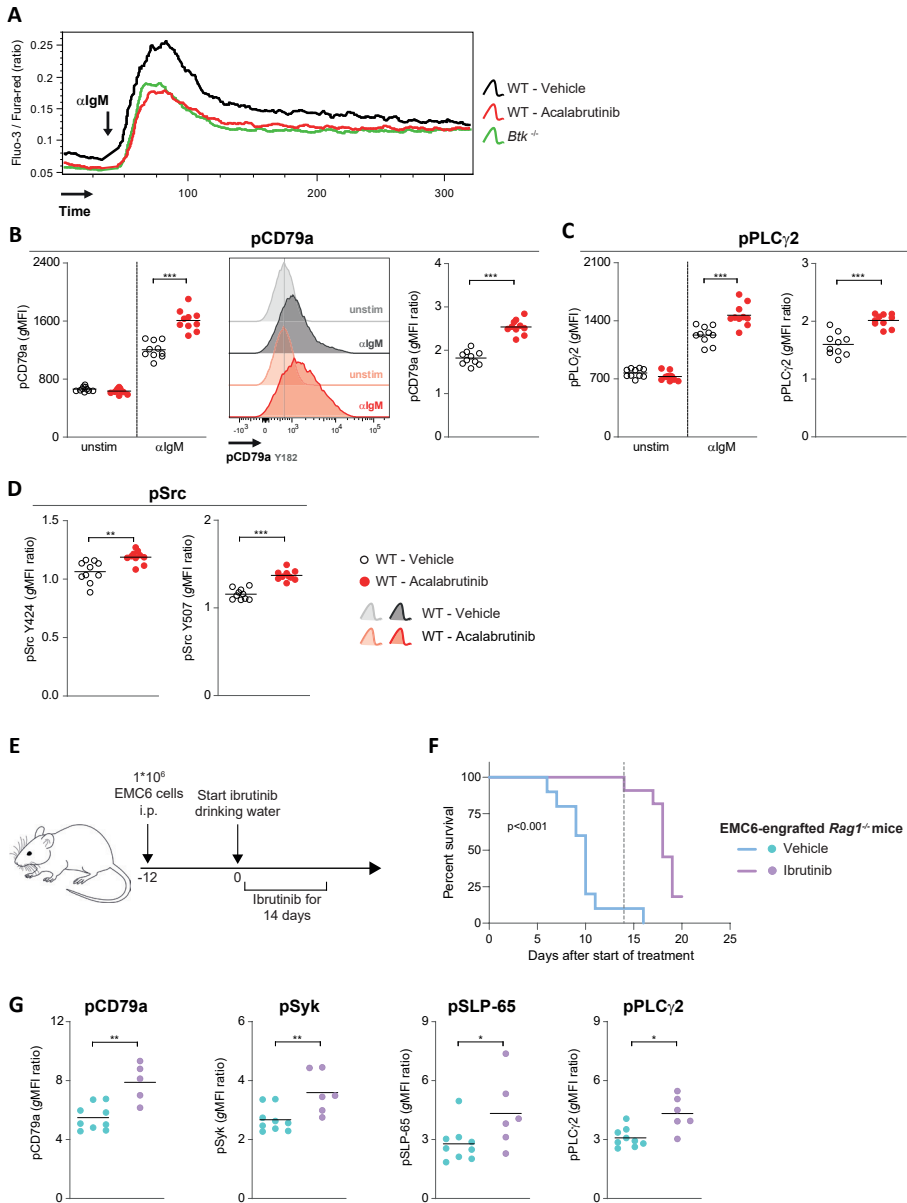 A
Fluo-3 / Fura-red (ratio)
0.25
0.20
0.15
0.10
0.05
αIgM
100
200
300
Time
WT - Vehicle
WT - Acalabrutinib
Btk -/-
B
pCD79a
pCD79a (gMFI)
2400
1600
800
0
***
unstim
αIgM
unstim
αIgM
unstim
αIgM
-10³
0
10³
10⁴
10⁵
pCD79a Y182
pCD79a (gMFI ratio)
4
3
2
1
0
***
C
pPLCγ2
pPLCγ2 (gMFI)
2100
1400
700
0
***
unstim
αIgM
pPLCγ2 (gMFI ratio)
3
2
1
0
***
D
pSrc
pSrc Y424 (gMFI ratio)
1.5
1.0
0.5
0.0
**
pSrc Y507 (gMFI ratio)
2
1
0
***
WT - Vehicle
WT - Acalabrutinib
WT - Vehicle
WT - Acalabrutinib
E
1*10⁶
EMC6 cells
i.p.
Start ibrutinib
drinking water
-12
0
Ibrutinib for
14 days
F
Percent survival
100
75
50
25
0
p<0.001
0
5
10
15
20
25
Days after start of treatment
EMC6-engrafted Rag1-/- mice
Vehicle
Ibrutinib
G
pCD79a
pCD79a (gMFI ratio)
12
8
4
0
**
pSyk
pSyk (gMFI ratio)
6
4
2
0
**
pSLP-65
pSLP-65 (gMFI ratio)
9
6
3
0
*
pPLCγ2
pPLCγ2 (gMFI ratio)
9
6
3
0
*